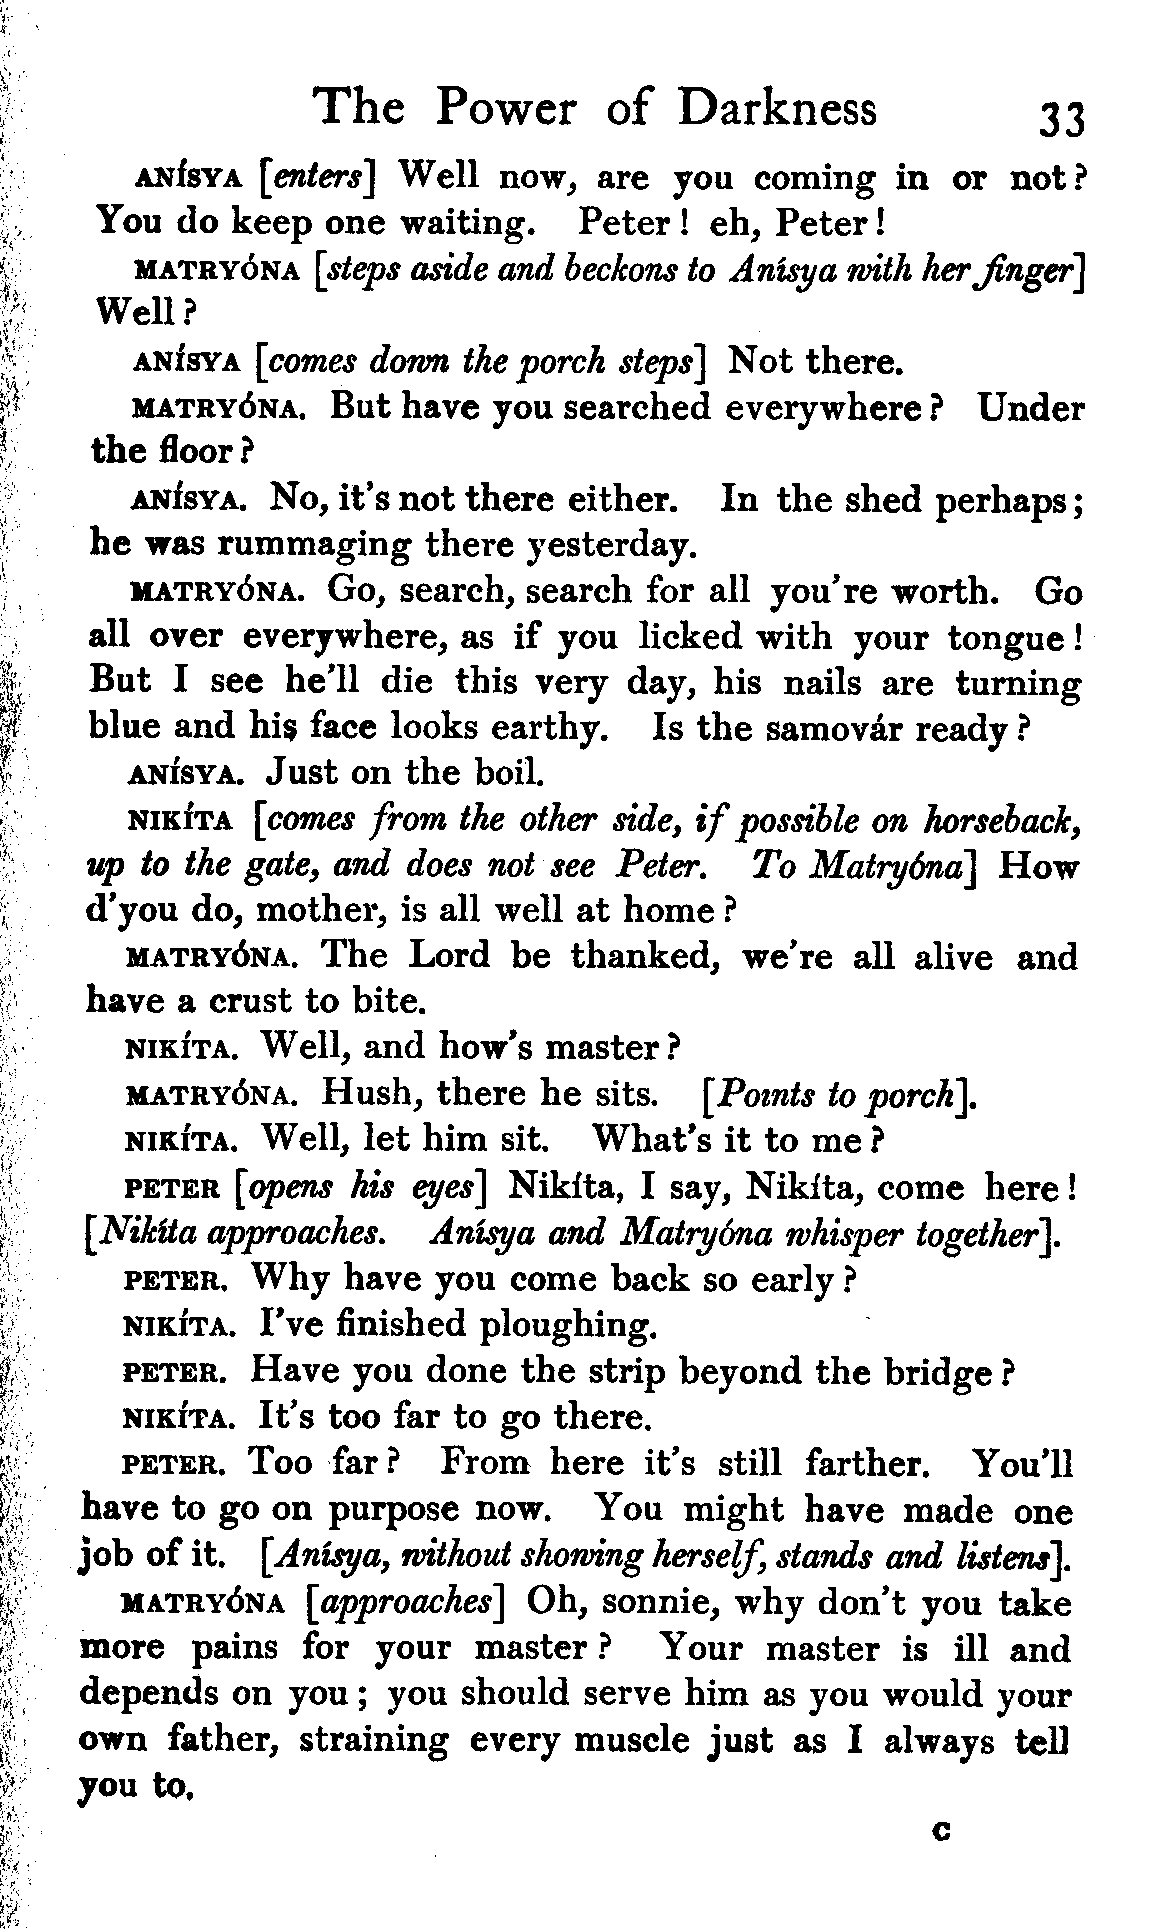 The Power of Darkness 33
ANÍSYA [enters] Well now, are you coming in or not?
You do keep one waiting. Peter! eh, Peter!
MATRYÓNA [steps aside and beckons to Anísya with her finger]
Well?
ANÍSYA [comes down the porch steps] Not there.
MATRYÓNA. But have you searched everywhere? Under
the floor?
ANÍSYA. No, it's not there either. In the shed perhaps;
he was rummaging there yesterday.
MATRYÓNA. Go, search, search for all you're worth. Go
all over everywhere, as if you licked with your tongue!
But I see he'll die this very day, his nails are turning
blue and his face looks earthy. Is the samovár ready?
ANÍSYA. Just on the boil.
NIKÍTA [comes from the other side, if possible on horseback,
up to the gate, and does not see Peter. To Matryóna] How
d'you do, mother, is all well at home?
MATRYÓNA. The Lord be thanked, we're all alive and
have a crust to bite.
NIKÍTA. Well, and how's master?
MATRYÓNA. Hush, there he sits. [Points to porch].
NIKÍTA. Well, let him sit. What's it to me?
PETER [opens his eyes] Nikíta, I say, Nikíta, come here!
[Nikíta approaches. Anísya and Matryóna whisper together].
PETER. Why have you come back so early?
NIKÍTA. I've finished ploughing.
PETER. Have you done the strip beyond the bridge?
NIKÍTA. It's too far to go there.
PETER. Too far? From here it's still farther. You'll
have to go on purpose now. You might have made one
job of it. [Anísya, without showing herself, stands and listens].
MATRYÓNA [approaches] Oh, sonnie, why don't you take
more pains for your master? Your master is ill and
depends on you; you should serve him as you would your
own father, straining every muscle just as I always tell
you to.
C